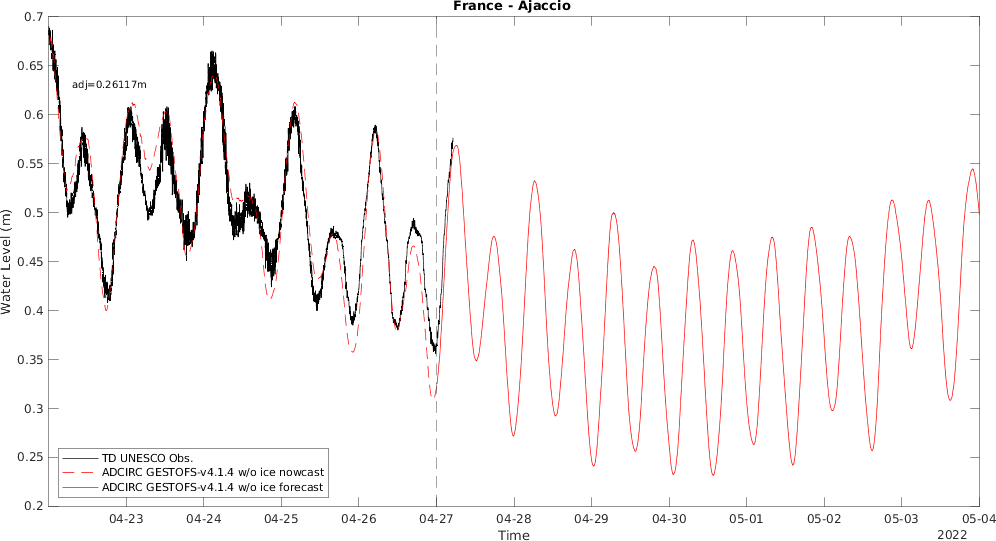 France - Ajaccio
0.7
0.65
0.6
0.55
0.5
0.45
0.4
0.35
0.3
0.25
0.2
Water Level (m)
adj=0.26117m
TD UNESCO Obs.
ADCIRC GESTOFS-v4.1.4 w/o ice nowcast
ADCIRC GESTOFS-v4.1.4 w/o ice forecast
04-23 04-24 04-25 04-26 04-27 04-28 04-29 04-30 05-01 05-02 05-03 05-04
Time
2022